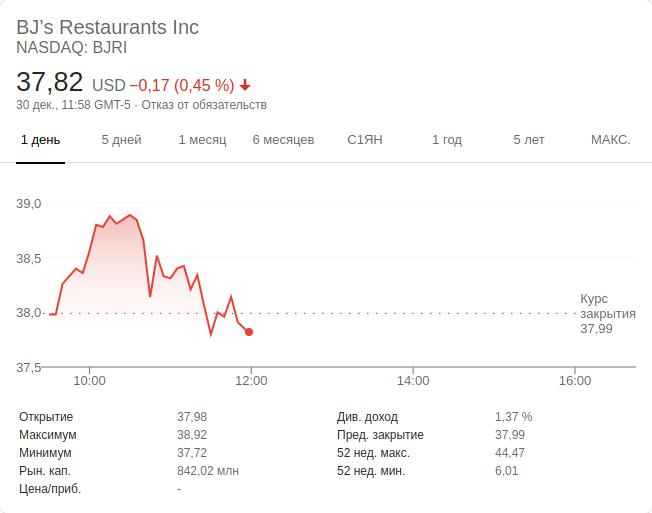 BJ’s Restaurants Inc
NASDAQ: BJRI
37,82 USD −0,17 (0,45 %)
30 дек., 11:58 GMT-5 · Отказ от обязательств
1 день 5 дней 1 месяц 6 месяцев С1ЯН 1 год 5 лет МАКС.
39,0
38,5
38,0
37,5
Курс
закрытия
37,99
10:00 12:00 14:00 16:00
Открытие 37,98 Див. доход 1,37 %
Максимум 38,92 Пред. закрытие 37,99
Минимум 37,72 52 нед. макс. 44,47
Рын. кап. 842,02 млн 52 нед. мин. 6,01
Цена/приб. -